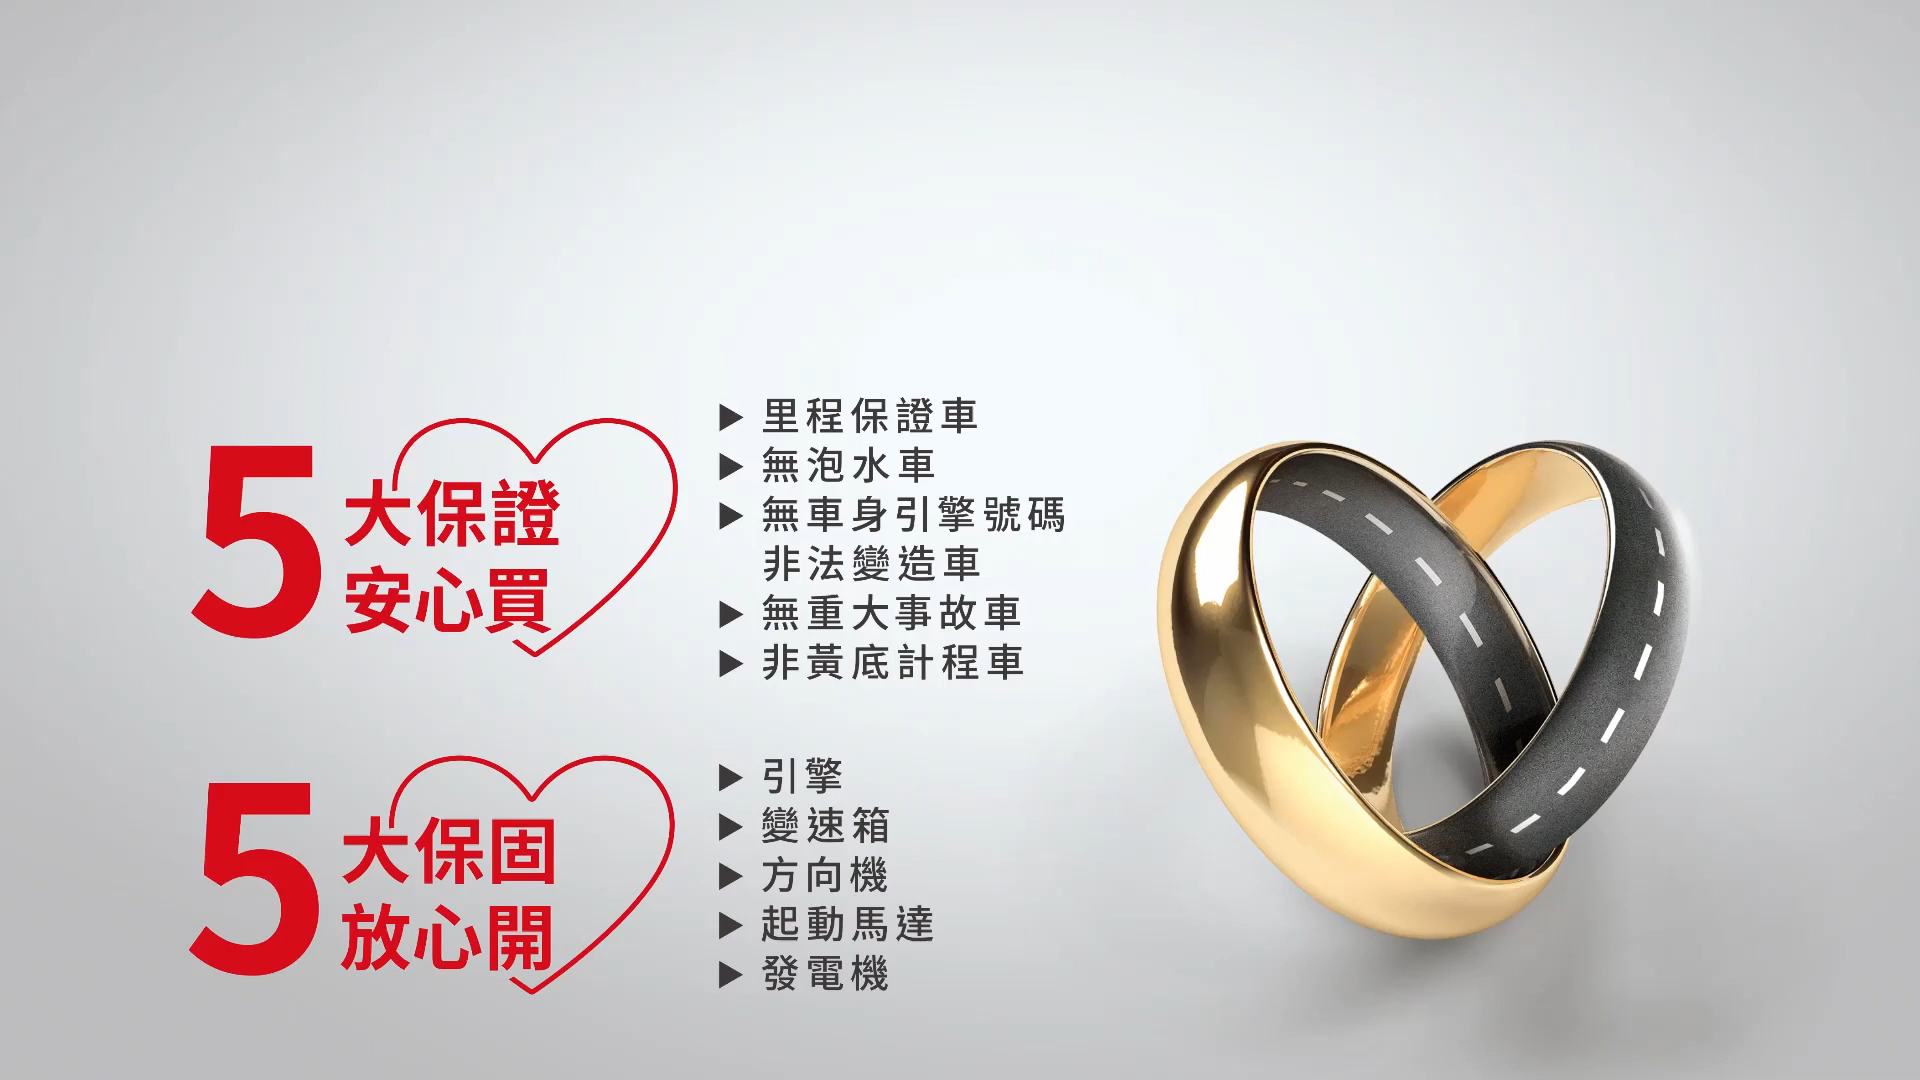 5大保證
安心買
▶ 里程保證車
▶ 無泡水車
▶ 無車身引擎號碼
非法變造車
▶ 無重大事故車
▶ 非黃底計程車
5大保固
放心開
▶ 引擎
▶ 變速箱
▶ 方向機
▶ 起動馬達
▶ 發電機